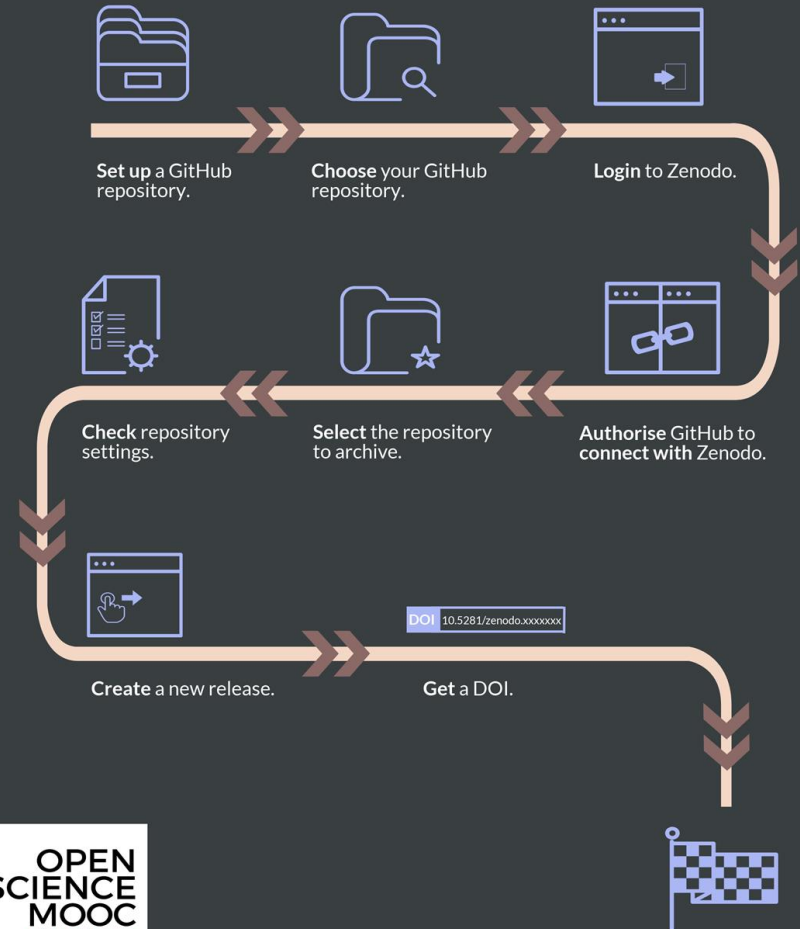 Set up a GitHub
repository.
Choose your GitHub
repository.
Login to Zenodo.
Authorise GitHub to
connect with Zenodo.
Select the repository
to archive.
Check repository
settings.
Create a new release.
DOI 10.5281/zenodo.xxxxxxx
Get a DOI.
OPEN
SCIENCE
MOOC